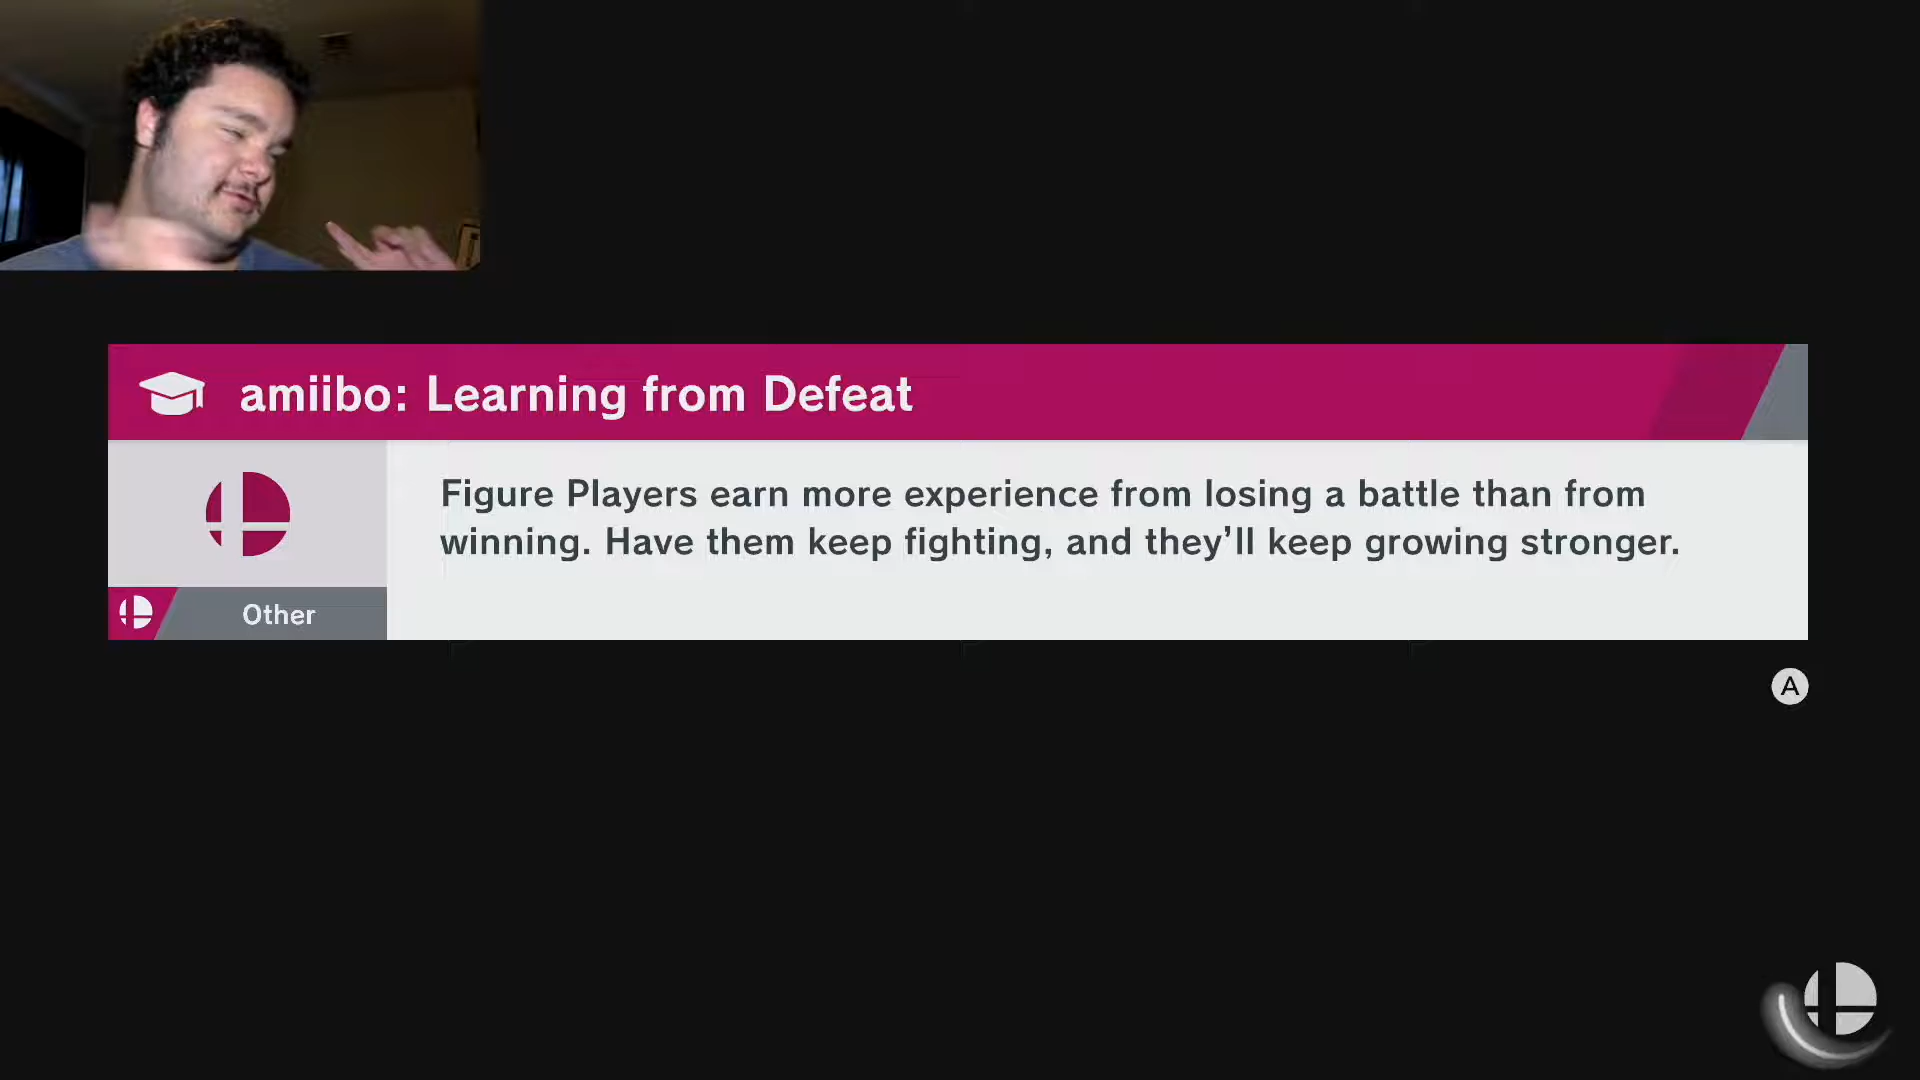 amiibo: Learning from Defeat
Figure Players earn more experience from losing a battle than from
winning. Have them keep fighting, and they’ll keep growing stronger.
Other
A